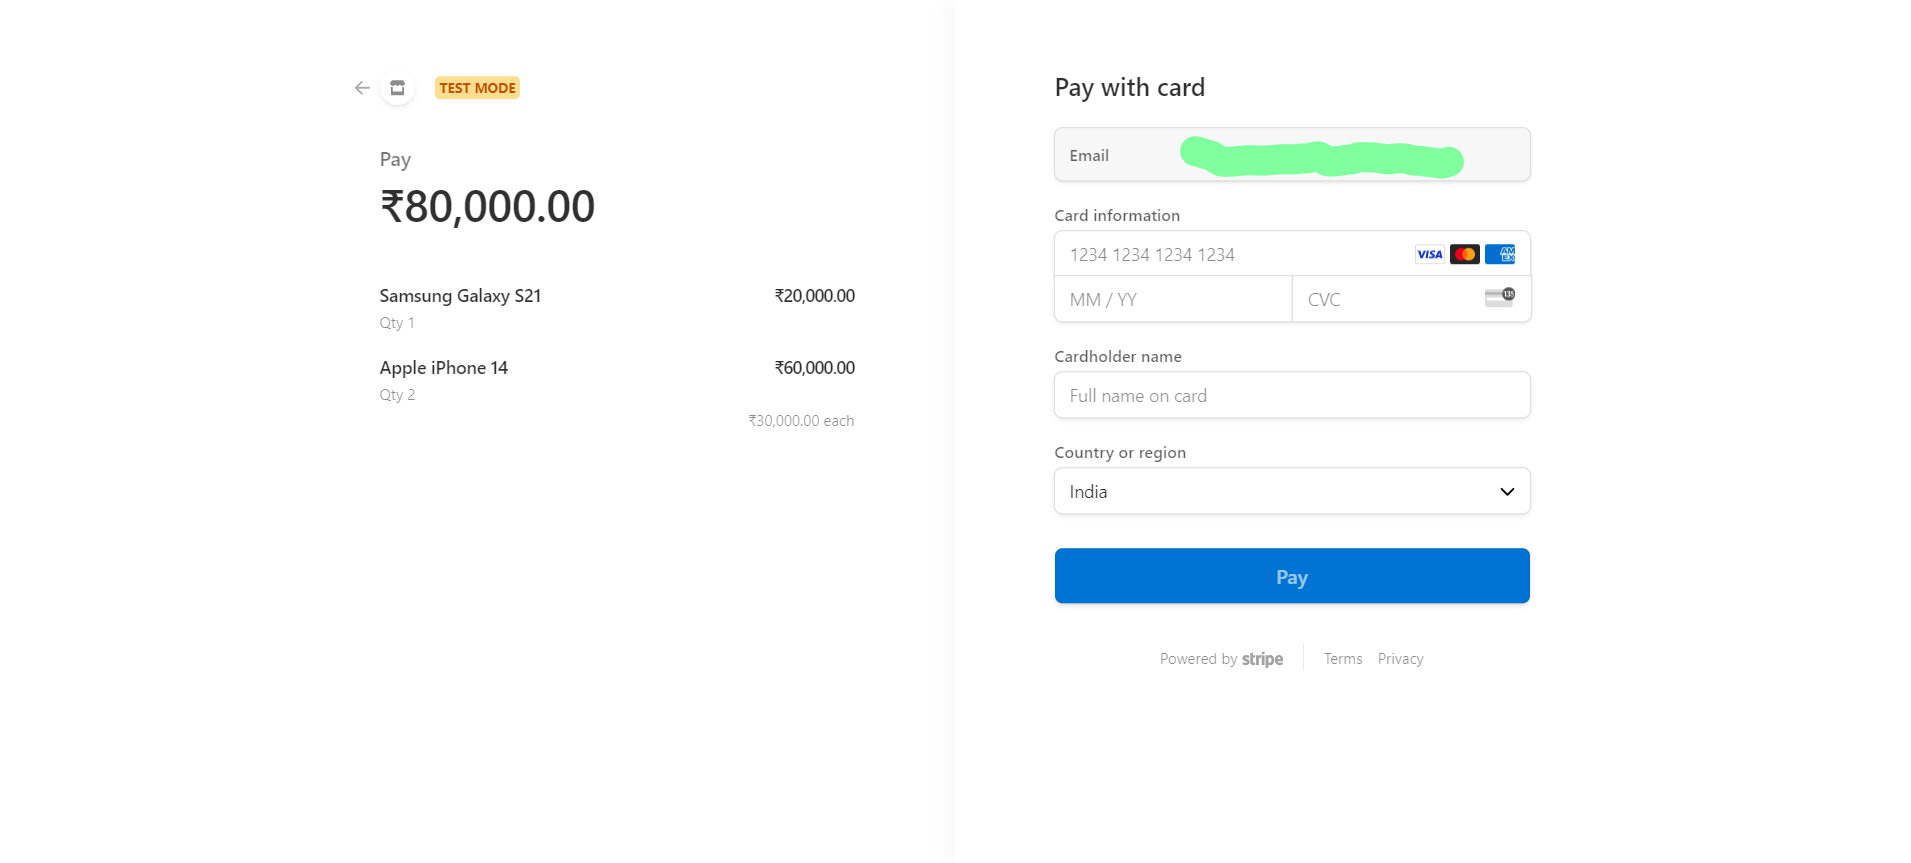 TEST MODE
Pay
₹80,000.00
Samsung Galaxy S21 ₹20,000.00
Qty 1
Apple iPhone 14 ₹60,000.00
Qty 2
₹30,000.00 each
Pay with card
Email
Card information
1234 1234 1234 1234 VISA AM EX
MM / YY CVC 135
Cardholder name
Full name on card
Country or region
India
Pay
Powered by stripe Terms Privacy